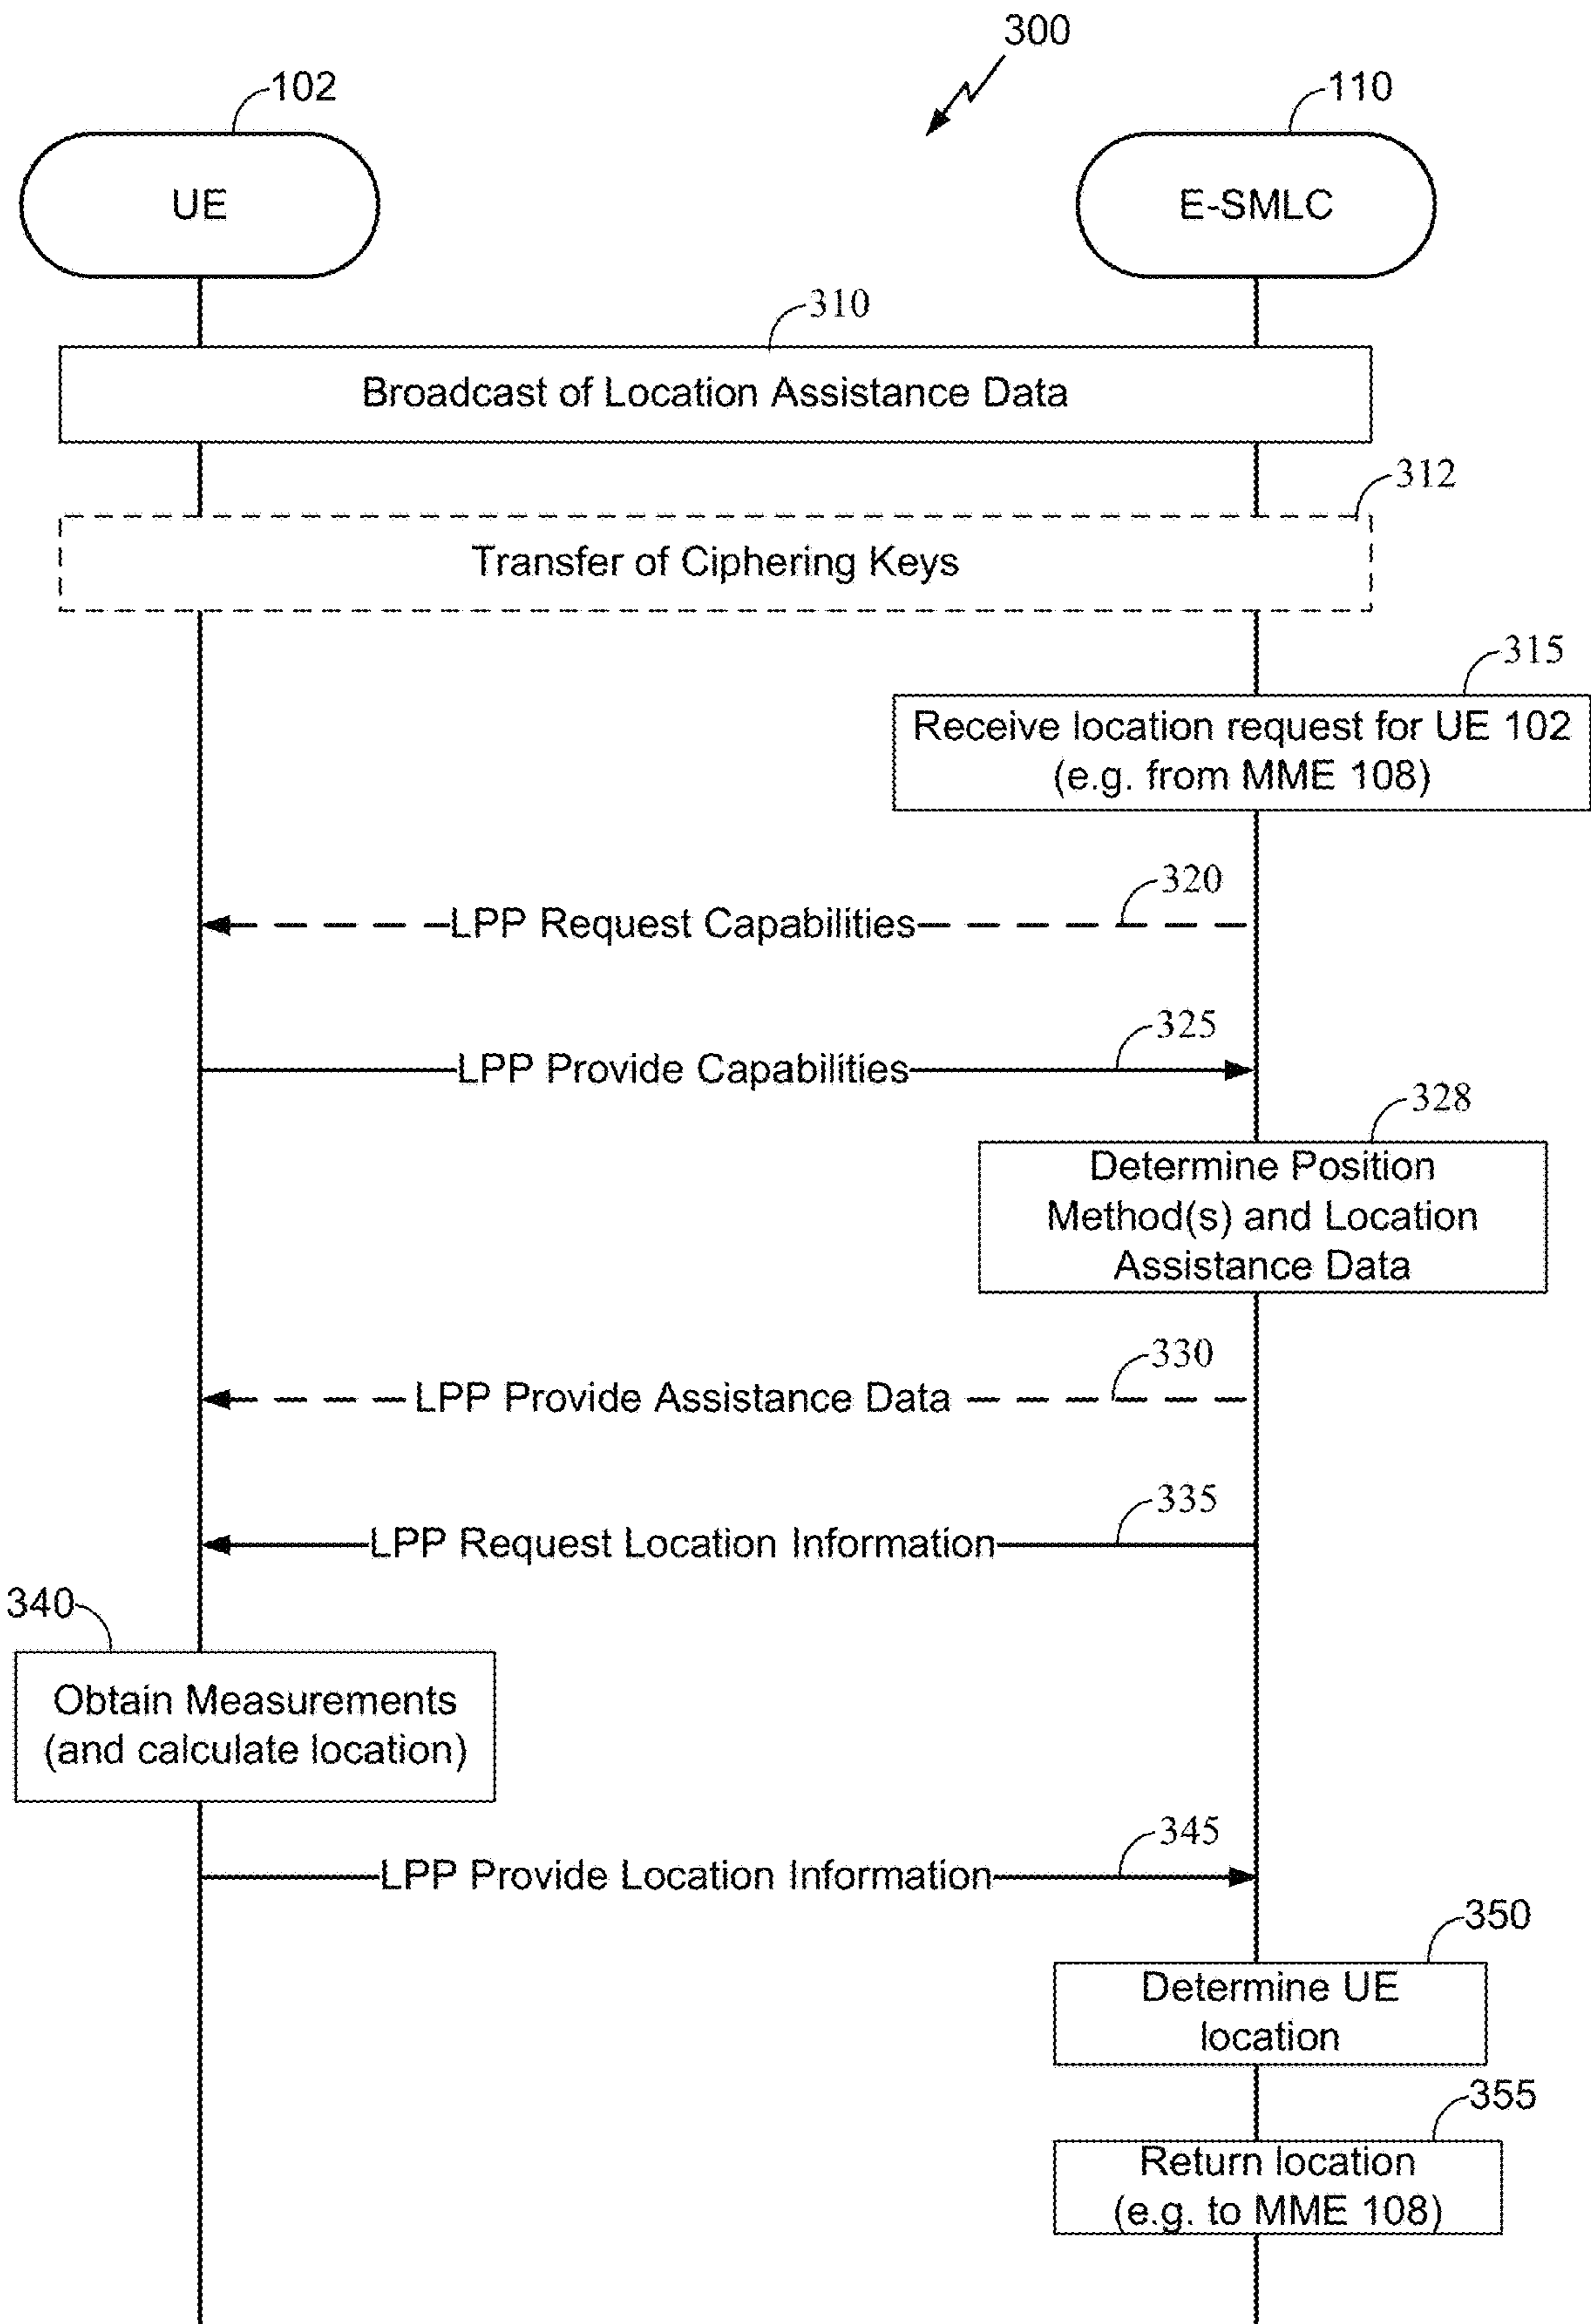 300
102
110
UE
E-SMLC
310
Broadcast of Location Assistance Data
312
Transfer of Ciphering Keys
315
Receive location request for UE 102
(e.g. from MME 108)
320
LPP Request Capabilities
325
LPP Provide Capabilities
328
Determine Position
Method(s) and Location
Assistance Data
330
LPP Provide Assistance Data
335
LPP Request Location Information
340
Obtain Measurements
(and calculate location)
345
LPP Provide Location Information
350
Determine UE
location
355
Return location
(e.g. to MME 108)